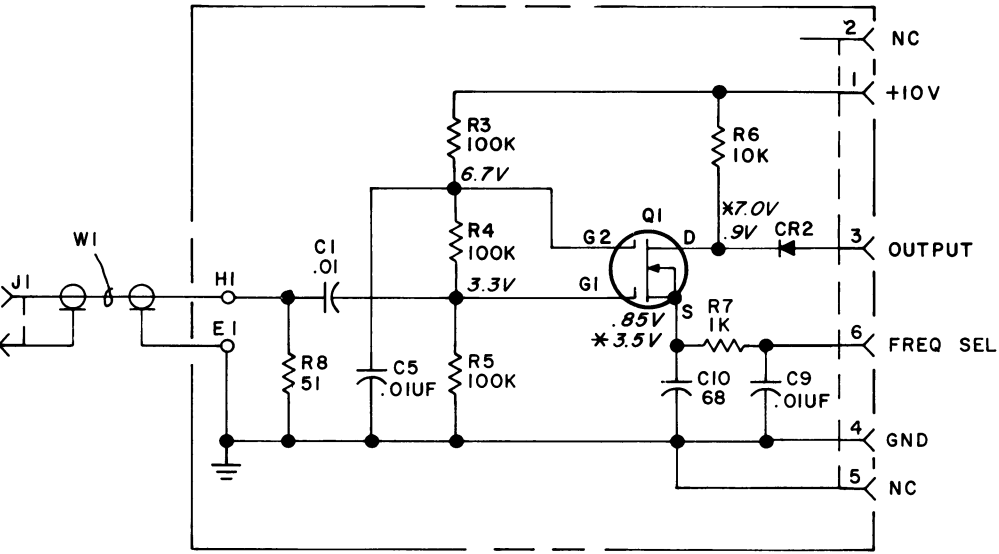 2 NC
1 +10V
R3
100K
R6
10K
6.7V
*7.0V
.9V
Q1
W1
R4
100K
G2
D
CR2
3 OUTPUT
C1
.01
J1
H1
3.3V
G1
S
R7
1K
.85V
*3.5V
E1
6 FREQ SEL
R8
51
C5
.01UF
R5
100K
C10
68
C9
.01UF
4 GND
5 NC